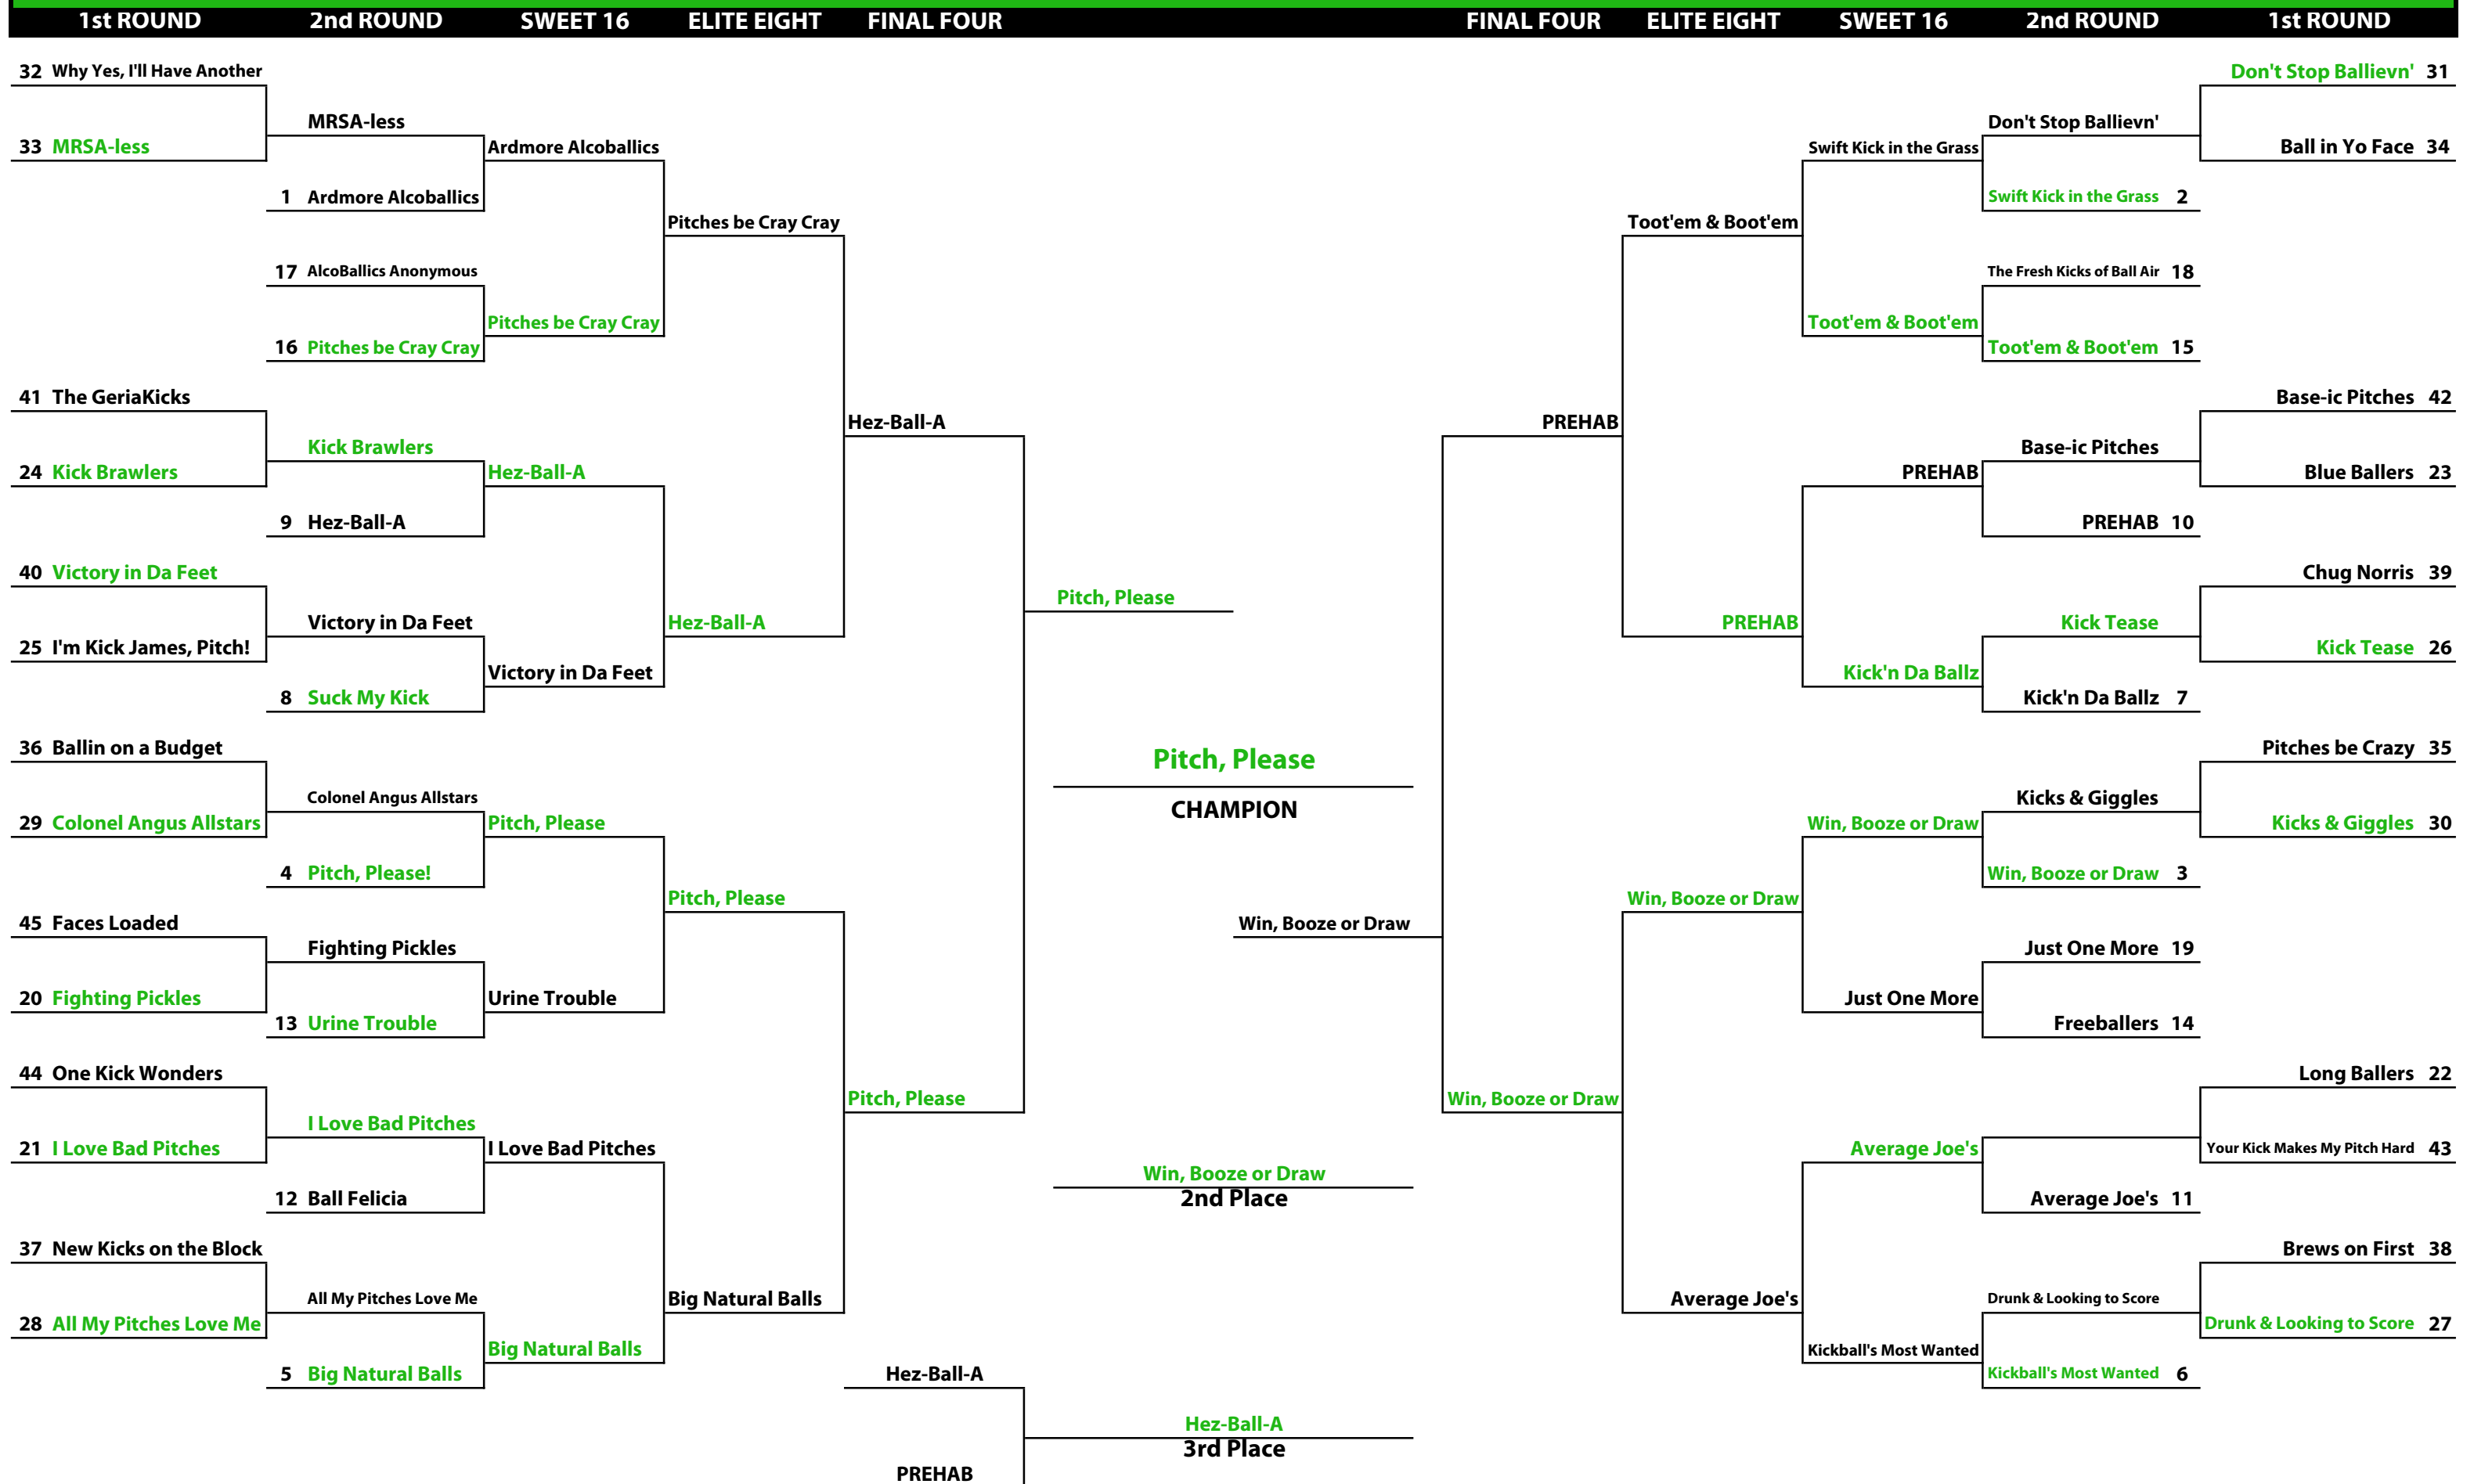 1st ROUND 2nd ROUND SWEET 16 ELITE EIGHT FINAL FOUR FINAL FOUR ELITE EIGHT SWEET 16 2nd ROUND 1st ROUND
32 Why Yes, I'll Have Another
33 MRSA-less
41 The GeriaKicks
24 Kick Brawlers
40 Victory in Da Feet
25 I'm Kick James, Pitch!
36 Ballin on a Budget
29 Colonel Angus Allstars
45 Faces Loaded
20 Fighting Pickles
44 One Kick Wonders
21 I Love Bad Pitches
37 New Kicks on the Block
28 All My Pitches Love Me
MRSA-less
1 Ardmore Alcoballics
17 AlcoBallics Anonymous
16 Pitches be Cray Cray
Kick Brawlers
9 Hez-Ball-A
Victory in Da Feet
8 Suck My Kick
Colonel Angus Allstars
4 Pitch, Please!
Fighting Pickles
13 Urine Trouble
I Love Bad Pitches
12 Ball Felicia
All My Pitches Love Me
5 Big Natural Balls
Ardmore Alcoballics
Pitches be Cray Cray
Hez-Ball-A
Victory in Da Feet
Pitch, Please
Urine Trouble
I Love Bad Pitches
Big Natural Balls
Pitches be Cray Cray
Hez-Ball-A
Pitch, Please
Big Natural Balls
Hez-Ball-A
Pitch, Please
Hez-Ball-A
PREHAB
Pitch, Please
Pitch, Please
CHAMPION
Win, Booze or Draw
Win, Booze or Draw
2nd Place
Hez-Ball-A
3rd Place
PREHAB
Win, Booze or Draw
Toot'em & Boot'em
PREHAB
Win, Booze or Draw
Average Joe's
Swift Kick in the Grass
Toot'em & Boot'em
PREHAB
Kick'n Da Ballz
Win, Booze or Draw
Just One More
Average Joe's
Kickball's Most Wanted
Don't Stop Ballievn'
Swift Kick in the Grass 2
The Fresh Kicks of Ball Air 18
Toot'em & Boot'em 15
Base-ic Pitches
PREHAB 10
Kick Tease
Kick'n Da Ballz 7
Kicks & Giggles
Win, Booze or Draw 3
Just One More 19
Freeballers 14
Average Joe's 11
Drunk & Looking to Score
Kickball's Most Wanted 6
Don't Stop Ballievn' 31
Ball in Yo Face 34
Base-ic Pitches 42
Blue Ballers 23
Chug Norris 39
Kick Tease 26
Pitches be Crazy 35
Kicks & Giggles 30
Long Ballers 22
Your Kick Makes My Pitch Hard 43
Brews on First 38
Drunk & Looking to Score 27